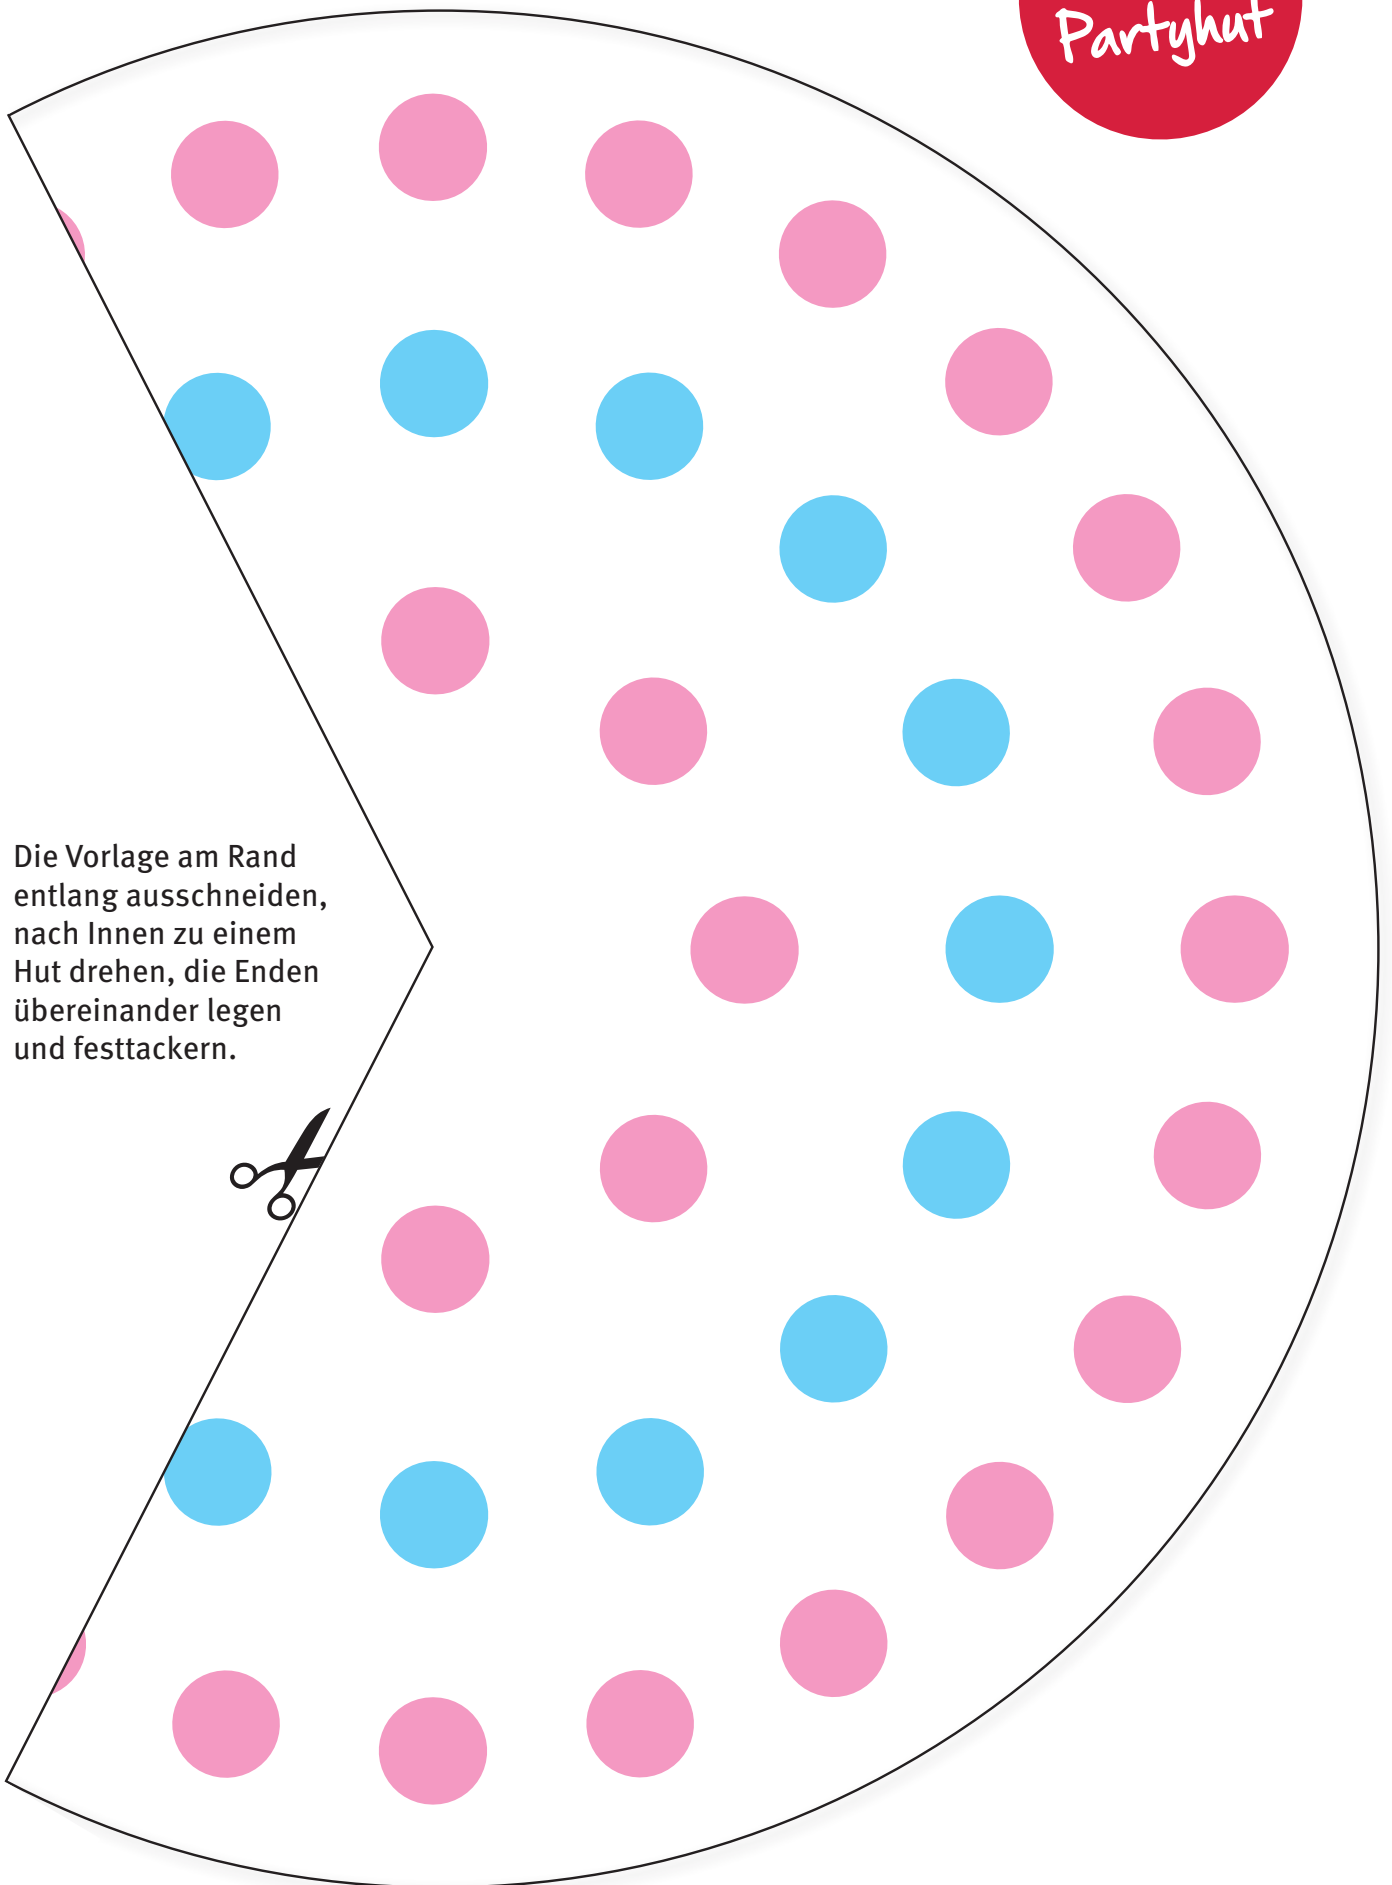 Partyhut
Die Vorlage am Rand
entlang ausschneiden,
nach Innen zu einem
Hut drehen, die Enden
übereinander legen
und festtackern.